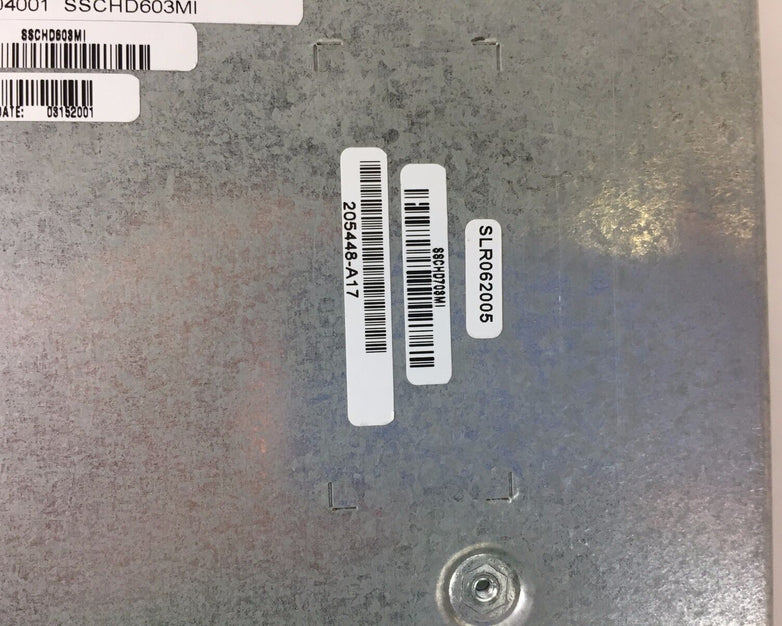 04001 SSCHD603MI
SSCHD603MI
DATE: 03152001
205448-A17
SSCHD703MI
SLR062005